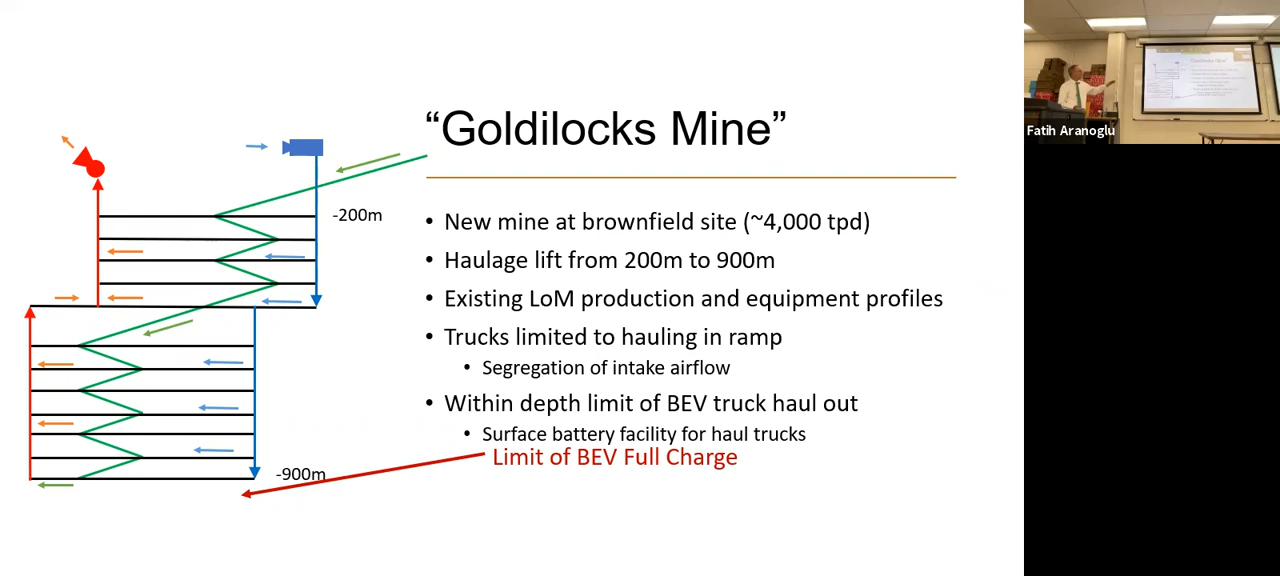 “Goldilocks Mine”
Fatih Aranoglu
-200m
• New mine at brownfield site (~4,000 tpd)
• Haulage lift from 200m to 900m
• Existing LoM production and equipment profiles
• Trucks limited to hauling in ramp
• Segregation of intake airflow
• Within depth limit of BEV truck haul out
• Surface battery facility for haul trucks
Limit of BEV Full Charge
-900m